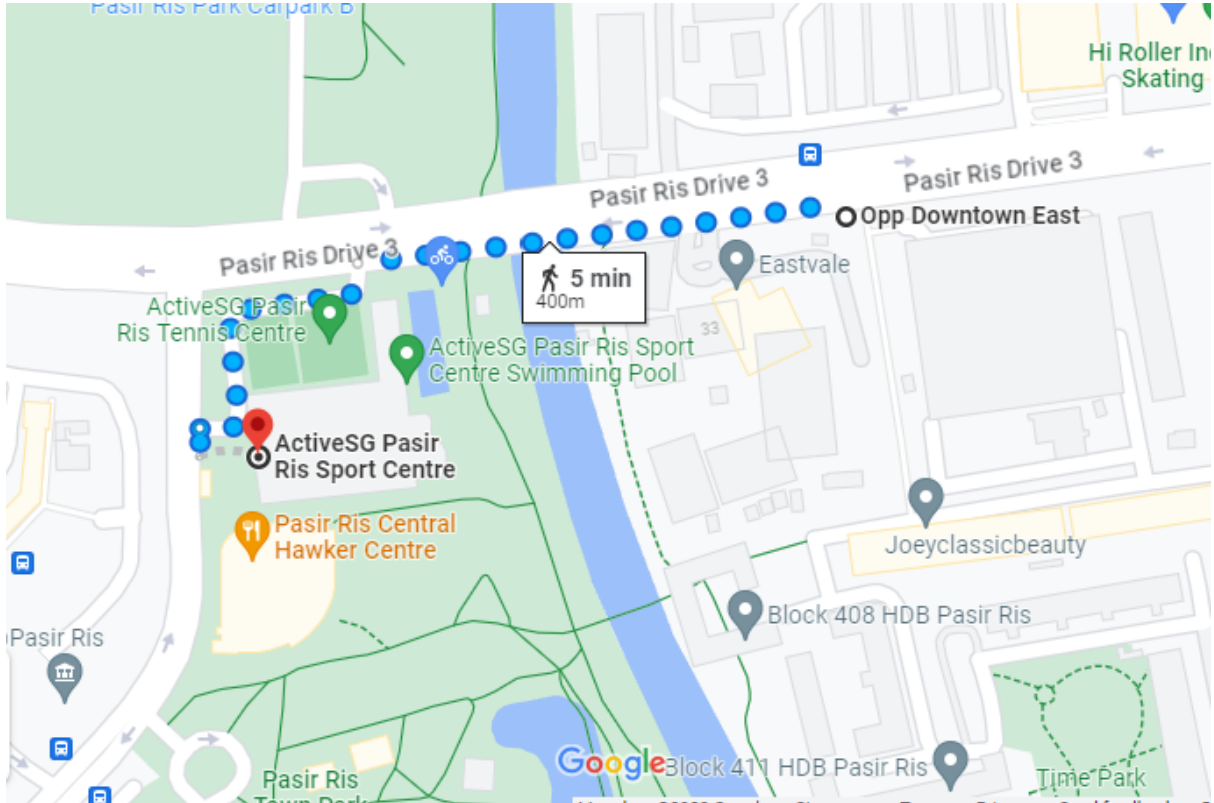 Pasir Ris Park Carpark B
Hi Roller In
Skating
Pasir Ris Drive 3
Pasir Ris Drive 3
Opp Downtown East
Pasir Ris Drive 3
Eastvale
5 min
400m
ActiveSG Pasir
Ris Tennis Centre
33
ActiveSG Pasir Ris Sport
Centre Swimming Pool
ActiveSG Pasir
Ris Sport Centre
Pasir Ris Central
Hawker Centre
Joeyclassicbeauty
Block 408 HDB Pasir Ris
Pasir Ris
Google
Block 411 HDB Pasir Ris
Time Park
Pasir Ris
Town Park